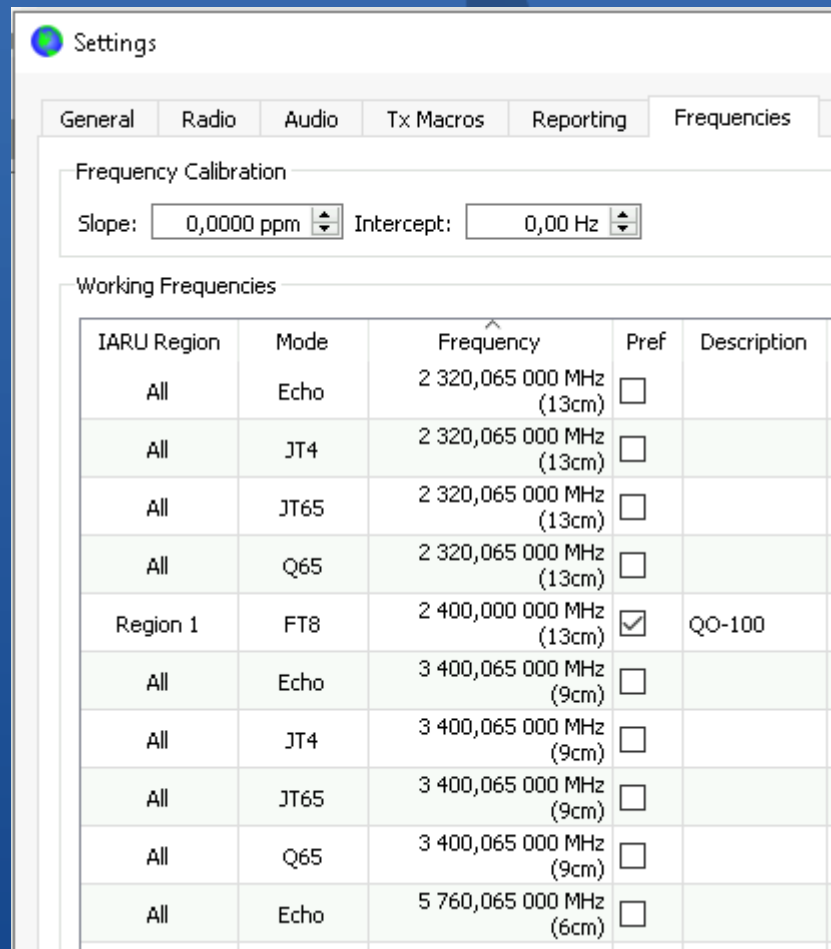 Settings
General Radio Audio Tx Macros Reporting Frequencies
Frequency Calibration
Slope: 0,0000 ppm Intercept: 0,00 Hz
Working Frequencies
IARU Region Mode Frequency Pref Description
All Echo 2 320,065 000 MHz
(13cm)
All JT4 2 320,065 000 MHz
(13cm)
All JT65 2 320,065 000 MHz
(13cm)
All Q65 2 320,065 000 MHz
(13cm)
Region 1 FT8 2 400,000 000 MHz QO-100
(13cm)
All Echo 3 400,065 000 MHz
(9cm)
All JT4 3 400,065 000 MHz
(9cm)
All JT65 3 400,065 000 MHz
(9cm)
All Q65 3 400,065 000 MHz
(9cm)
All Echo 5 760,065 000 MHz
(6cm)